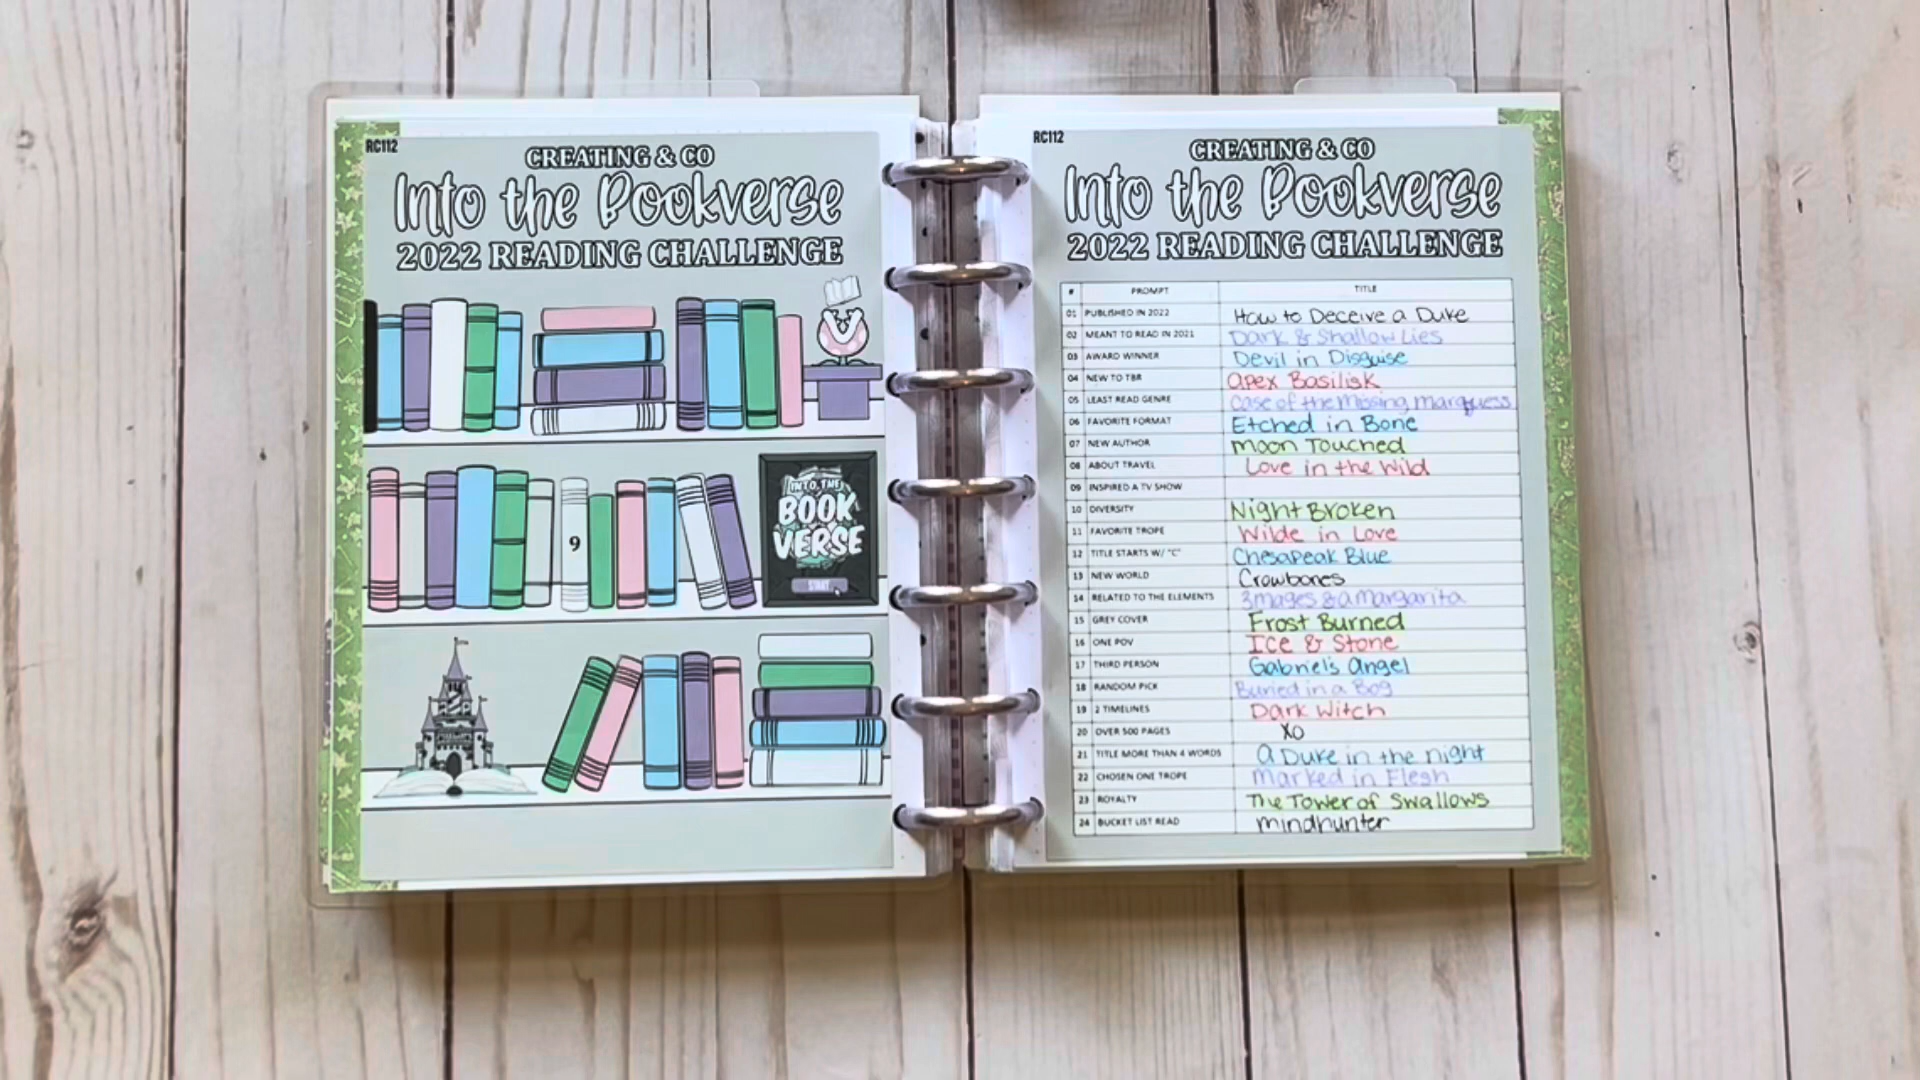 RC112
CREATING & CO
Into the Bookverse
2022 READING CHALLENGE
INTO THE
BOOK
VERSE
START
9
RC112
CREATING & CO
Into the Bookverse
2022 READING CHALLENGE
# PROMPT TITLE
01 PUBLISHED IN 2022 How to Deceive a Duke
02 MEANT TO READ IN 2021 Dark & Shallow Lies
03 AWARD WINNER Devil in Disguise
04 NEW TO TBR Apex Basilisk
05 LEAST READ GENRE Case of the Missing Marquess
06 FAVORITE FORMAT Etched in Bone
07 NEW AUTHOR Moon Touched
08 ABOUT TRAVEL Love in the Wild
09 INSPIRED A TV SHOW
10 DIVERSITY Night Broken
11 FAVORITE TROPE Wilde in Love
12 TITLE STARTS W/ "C" Chesapeak Blue
13 NEW WORLD Crowbones
14 RELATED TO THE ELEMENTS 3 mages & a margarita
15 GREY COVER Frost Burned
16 ONE POV Ice & Stone
17 THIRD PERSON Gabriel's Angel
18 RANDOM PICK Buried in a Bog
19 2 TIMELINES Dark Witch
20 OVER 500 PAGES XO
21 TITLE MORE THAN 4 WORDS A Duke in the night
22 CHOSEN ONE TROPE Marked in Flesh
23 ROYALTY The Tower of Swallows
24 BUCKET LIST READ mindhunter